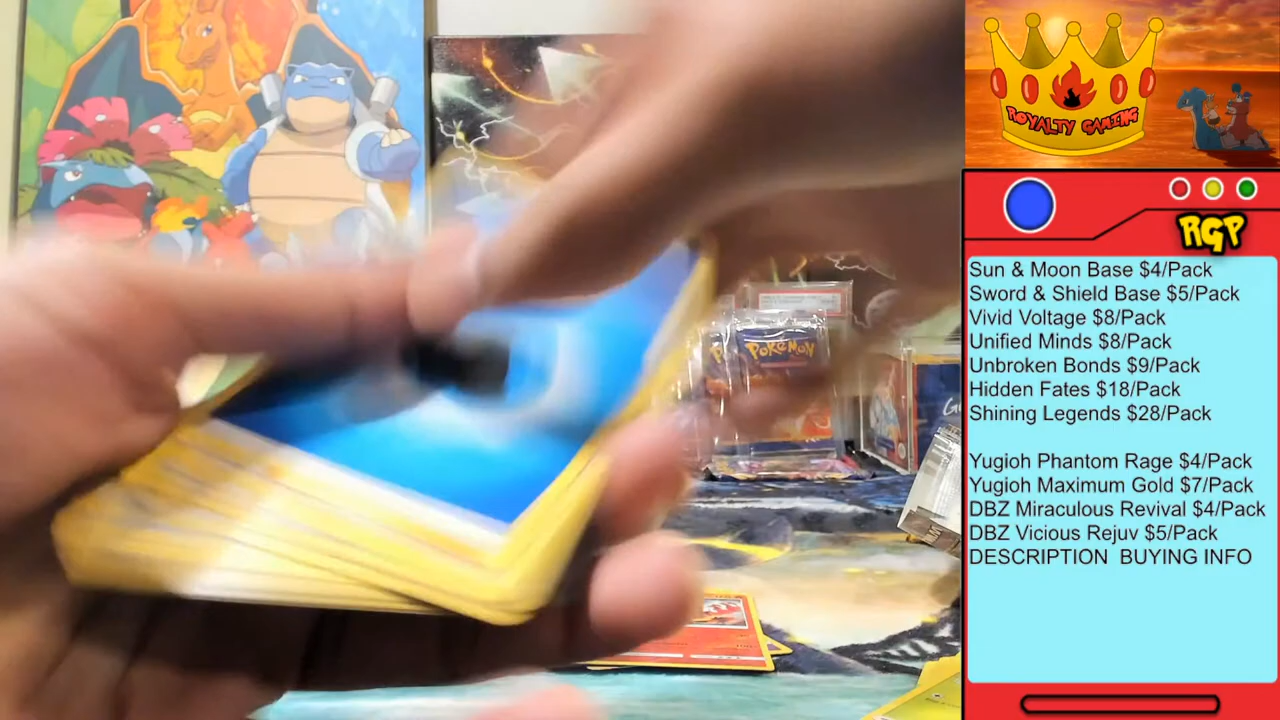 ROYALTY GAMING
RGP
Sun & Moon Base $4/Pack
Sword & Shield Base $5/Pack
Vivid Voltage $8/Pack
Unified Minds $8/Pack
Unbroken Bonds $9/Pack
Hidden Fates $18/Pack
Shining Legends $28/Pack
Yugioh Phantom Rage $4/Pack
Yugioh Maximum Gold $7/Pack
DBZ Miraculous Revival $4/Pack
DBZ Vicious Rejuv $5/Pack
DESCRIPTION BUYING INFO
POKéMON